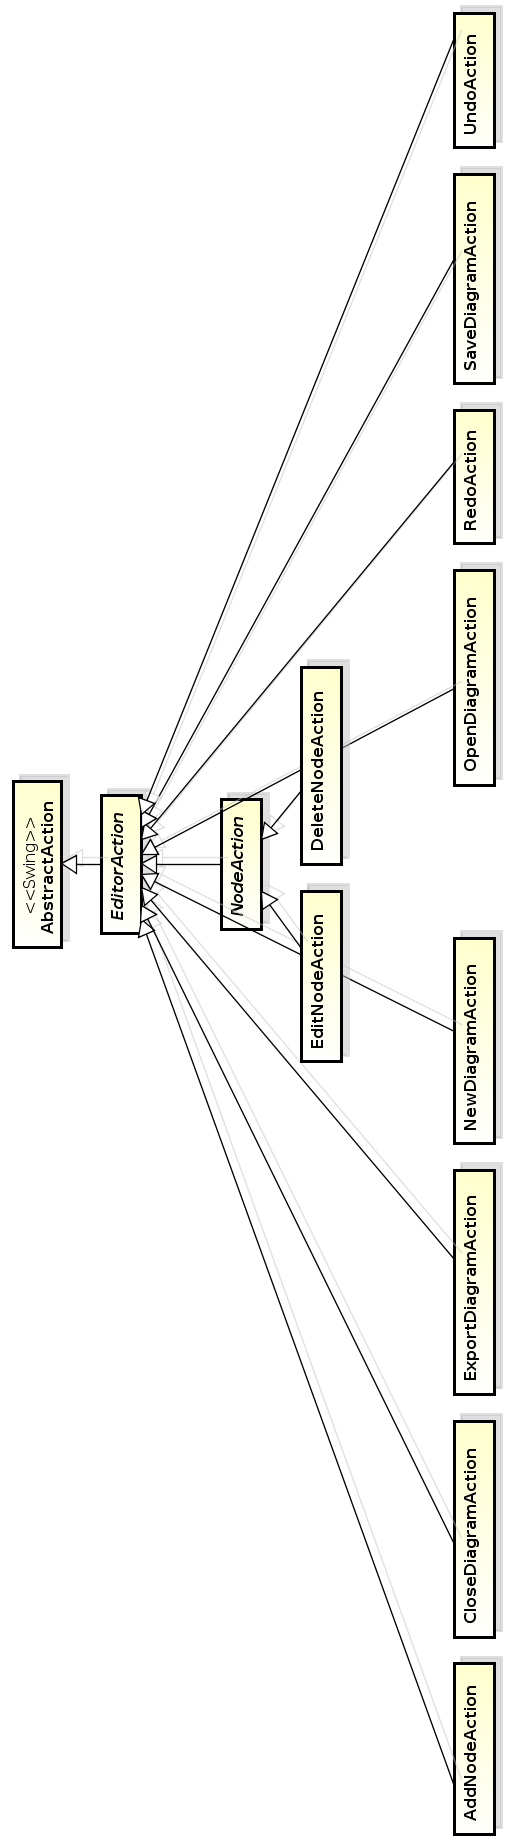 <<Swing>>
AbstractAction
EditorAction
NodeAction
EditNodeAction
DeleteNodeAction
AddNodeAction
CloseDiagramAction
ExportDiagramAction
NewDiagramAction
OpenDiagramAction
RedoAction
SaveDiagramAction
UndoAction